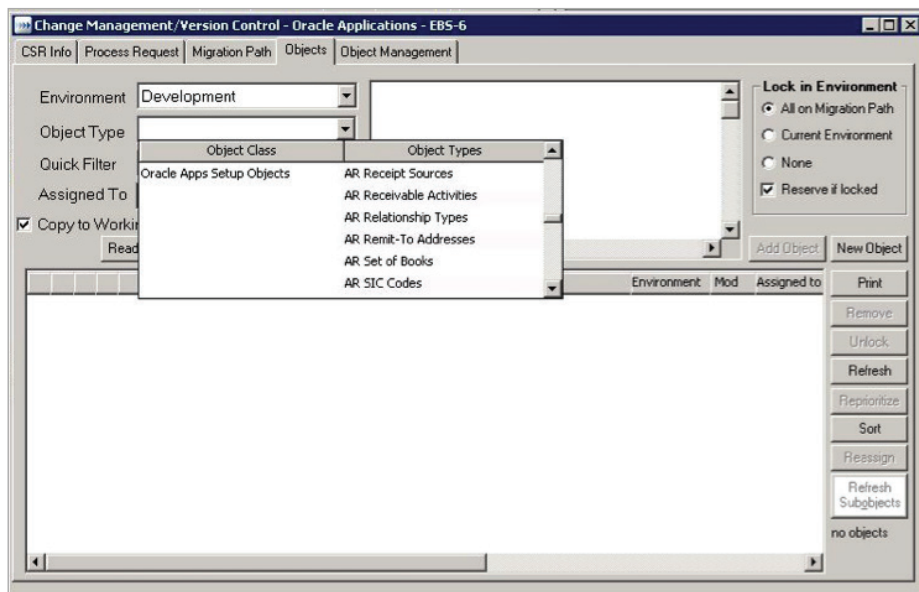 Change Management/Version Control - Oracle Applications - EBS-6
CSR Info Process Request Migration Path Objects Object Management
Environment Development
Object Type
Quick Filter
Assigned To
Copy to Workin
Read
Object Class Object Types
Oracle Apps Setup Objects AR Receipt Sources
AR Receivable Activities
AR Relationship Types
AR Remit-To Addresses
AR Set of Books
AR SIC Codes
Lock in Environment
All on Migration Path
Current Environment
None
Reserve if locked
Add Object New Object
Environment Mod Assigned to
Print
Remove
Unlock
Refresh
Reprioritize
Sort
Reassign
Refresh
Subobjects
no objects